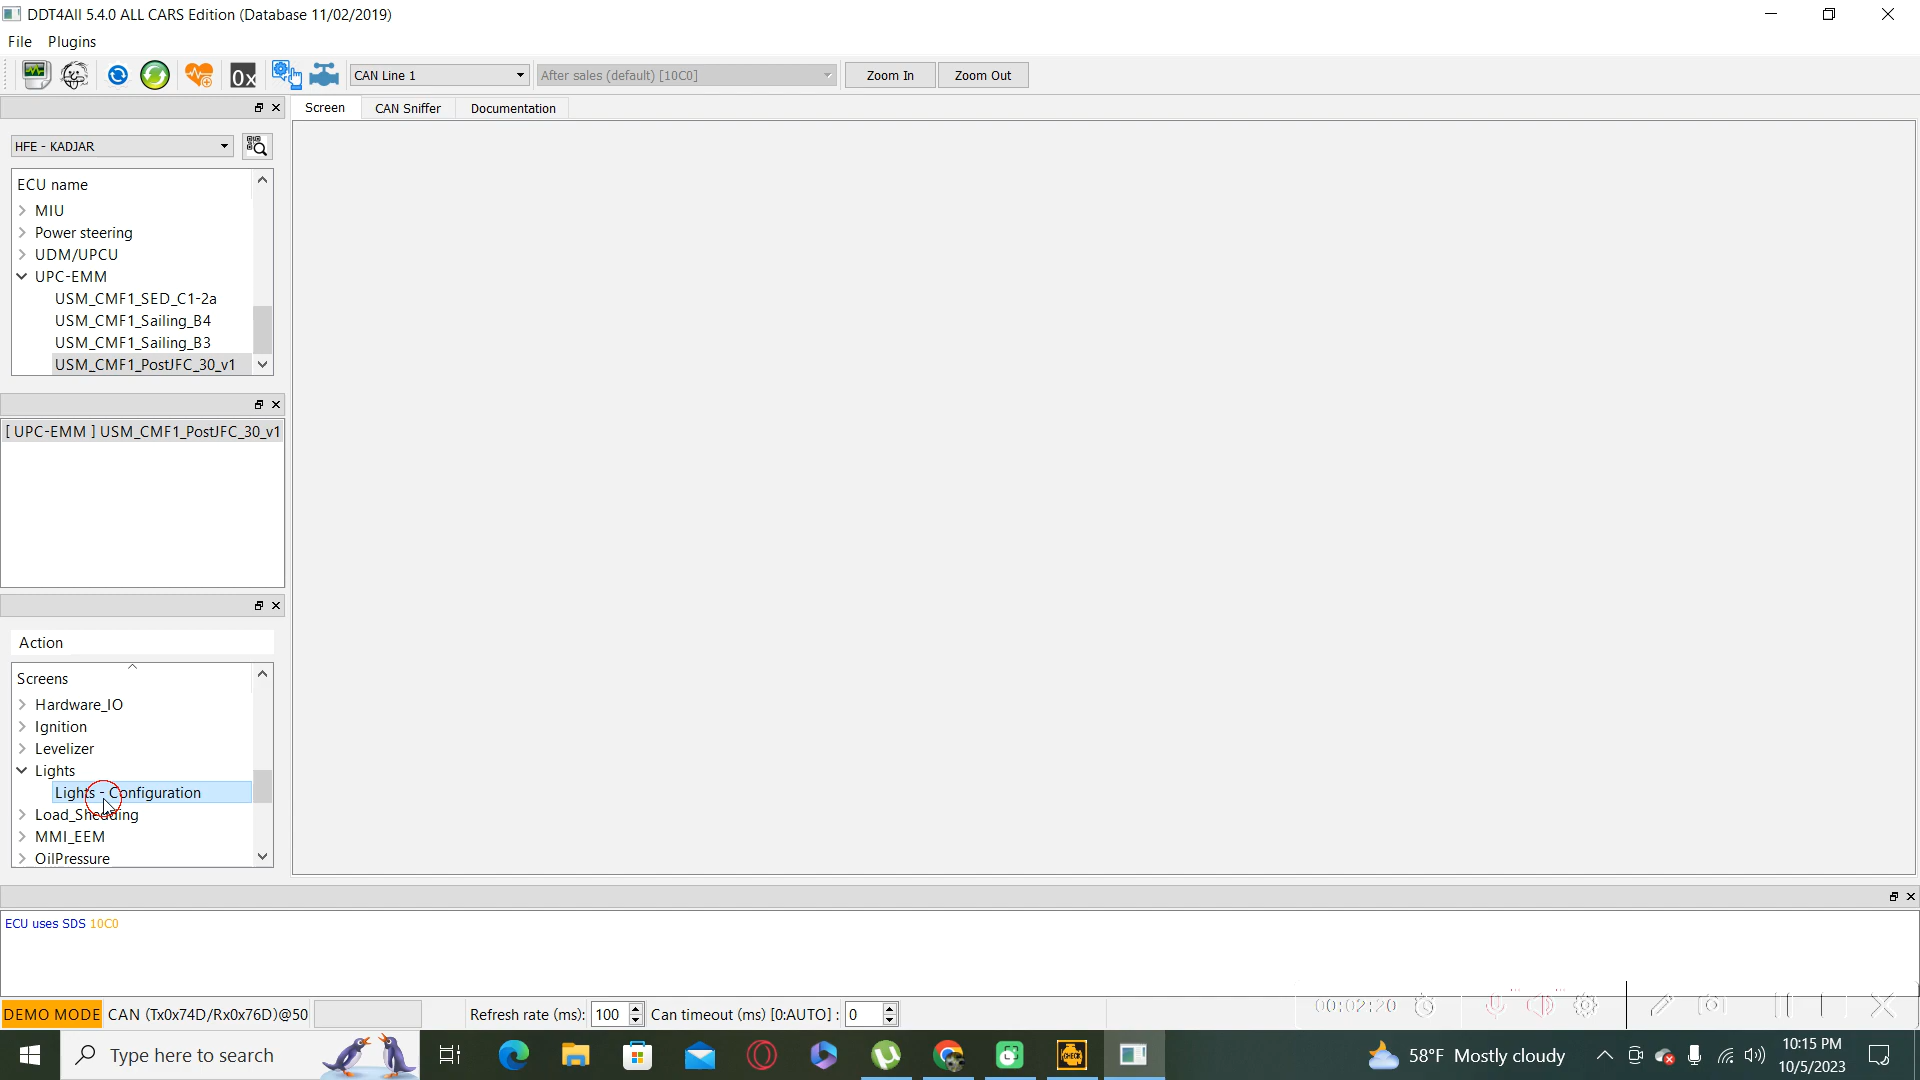 DDT4All 5.4.0 ALL CARS Edition (Database 11/02/2019)
File Plugins
0x
CAN Line 1
After sales (default) [10C0]
Zoom In
Zoom Out
Screen
CAN Sniffer
Documentation
HFE - KADJAR
ECU name
MIU
Power steering
UDM/UPCU
UPC-EMM
USM_CMF1_SED_C1-2a
USM_CMF1_Sailing_B4
USM_CMF1_Sailing_B3
USM_CMF1_PostJFC_30_v1
[ UPC-EMM ] USM_CMF1_PostJFC_30_v1
Action
Screens
Hardware_IO
Ignition
Levelizer
Lights
Lights - Configuration
Load_Shedding
MMI_EEM
OilPressure
ECU uses SDS 10C0
DEMO MODE CAN (Tx0x74D/Rx0x76D)@50
Refresh rate (ms): 100
Can timeout (ms) [0:AUTO] : 0
00:02:20
Type here to search
CHECK
58°F Mostly cloudy
10:15 PM
10/5/2023